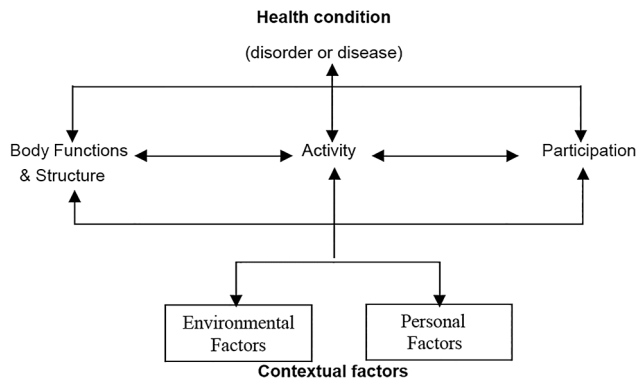 Health condition
(disorder or disease)
Body Functions
& Structure
Activity
Participation
Environmental
Factors
Personal
Factors
Contextual factors